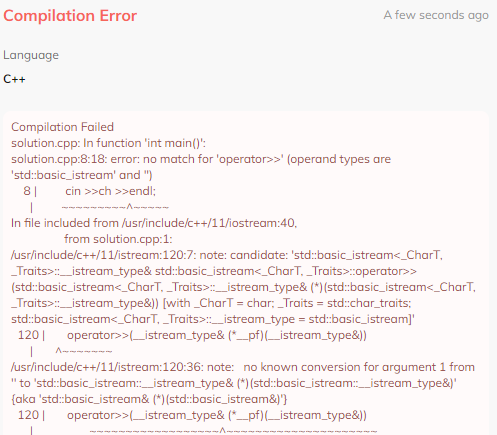 Compilation Error
A few seconds ago
Language
C++
Compilation Failed
solution.cpp: In function 'int main()':
solution.cpp:8:18: error: no match for 'operator>>' (operand types are
'std::basic_istream' and '')
8 | cin >>ch >>endl;
| ~~~~~~~~~^~~~~~
In file included from /usr/include/c++/11/iostream:40,
from solution.cpp:1:
/usr/include/c++/11/istream:120:7: note: candidate: 'std::basic_istream<_CharT,
_Traits>::__istream_type& std::basic_istream<_CharT, _Traits>::operator>>
(std::basic_istream<_CharT, _Traits>::__istream_type& (*)(std::basic_istream<_CharT,
_Traits>::__istream_type&)) [with _CharT = char; _Traits = std::char_traits;
std::basic_istream<_CharT, _Traits>::__istream_type = std::basic_istream]'
120 | operator>>(__istream_type& (*__pf)(__istream_type&))
| ^~~~~~~~
/usr/include/c++/11/istream:120:36: note: no known conversion for argument 1 from
'' to 'std::basic_istream::__istream_type& (*)(std::basic_istream::__istream_type&)'
{aka 'std::basic_istream& (*)(std::basic_istream&)'}
120 | operator>>(__istream_type& (*__pf)(__istream_type&))
| ~~~~~~~~~~~~~~~~~~^~~~~~~~~~~~~~~~~~~~~~